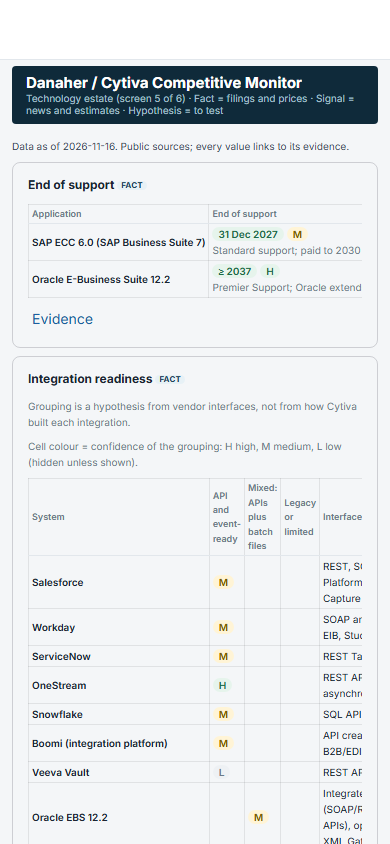 Danaher / Cytiva Competitive Monitor
Technology estate (screen 5 of 6) · Fact = filings and prices · Signal =
news and estimates · Hypothesis = to test
Data as of 2026-11-16. Public sources; every value links to its evidence.
End of support FACT
Application End of support
SAP ECC 6.0 (SAP Business Suite 7) 31 Dec 2027 M
Standard support; paid to 2030
Oracle E-Business Suite 12.2 ≥ 2037 H
Premier Support; Oracle extend
Evidence
Integration readiness FACT
Grouping is a hypothesis from vendor interfaces, not from how Cytiva
built each integration.
Cell colour = confidence of the grouping: H high, M medium, L low
(hidden unless shown).
System
API
and
event-
ready
Mixed:
APIs
plus
batch
files
Legacy
or
limited
Interface
Salesforce M
REST, SO
Platform
Capture
Workday M
SOAP an
EIB, Stud
ServiceNow M REST Ta
OneStream H
REST AP
asynchro
Snowflake M SQL API
Boomi (integration platform) M
API crea
B2B/EDI
Veeva Vault L REST AP
Oracle EBS 12.2 M
Integrate
(SOAP/R
APIs), op
XML Gat